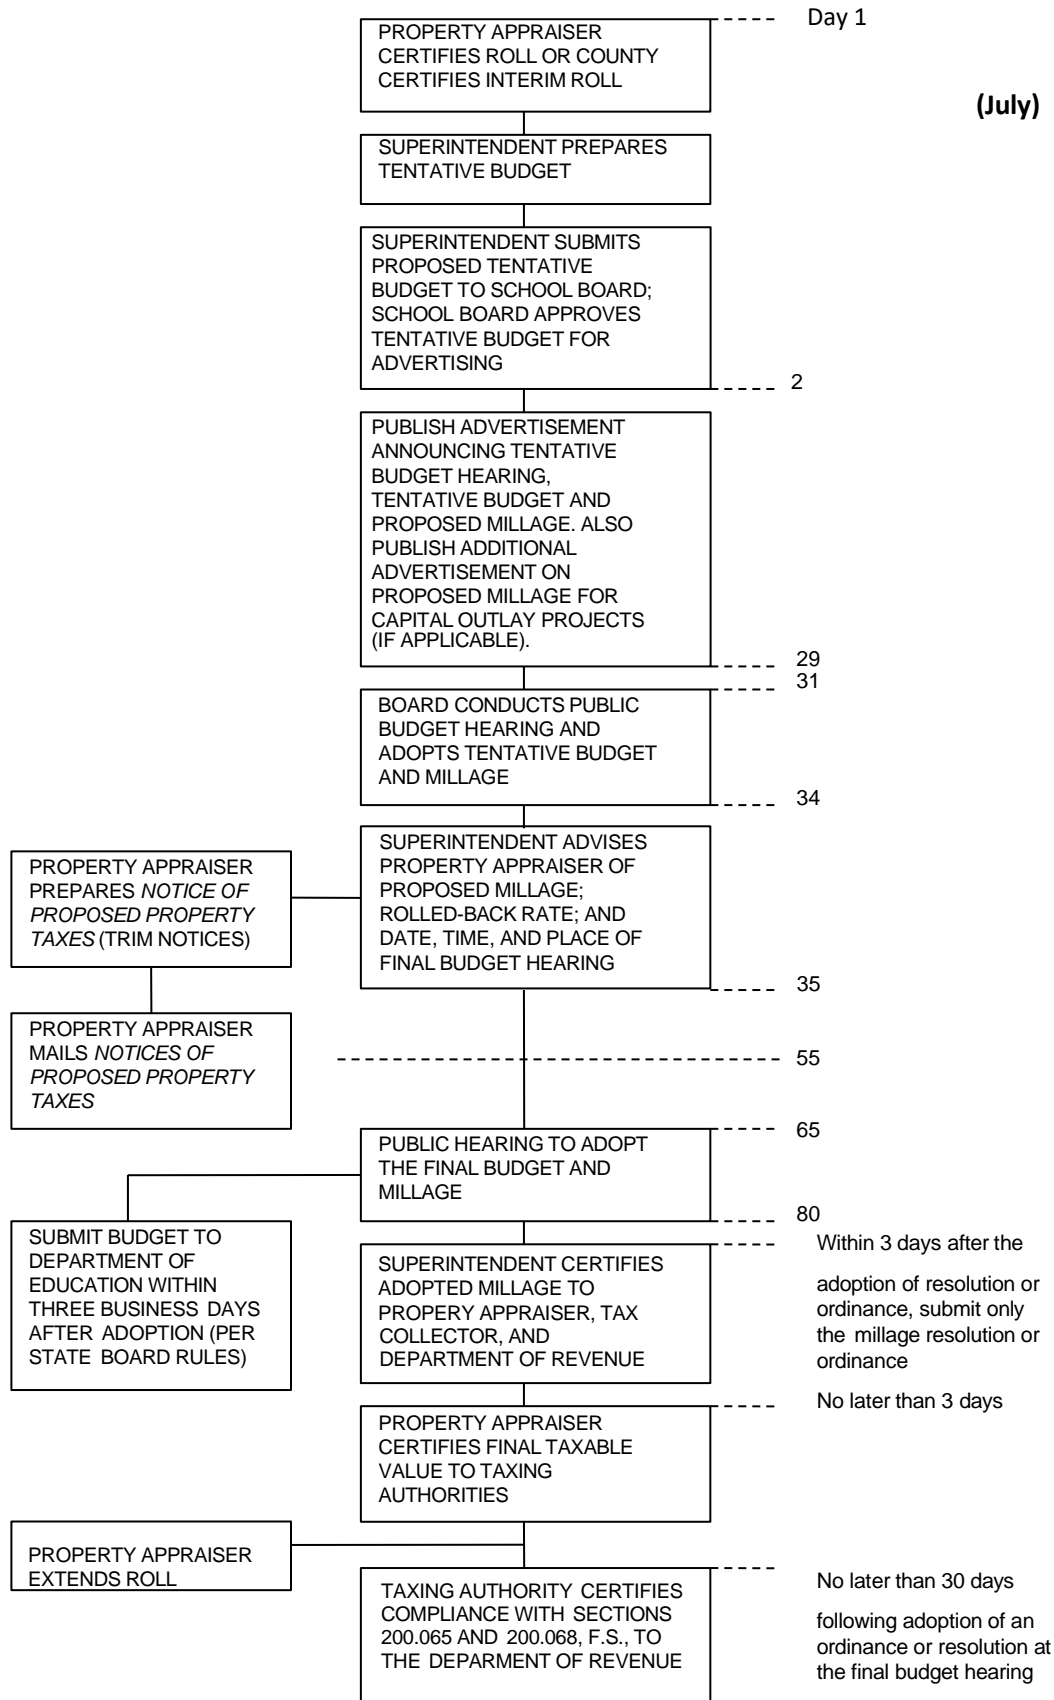 Day 1
PROPERTY APPRAISER
CERTIFIES ROLL OR COUNTY
CERTIFIES INTERIM ROLL
(July)
SUPERINTENDENT PREPARES
TENTATIVE BUDGET
SUPERINTENDENT SUBMITS
PROPOSED TENTATIVE
BUDGET TO SCHOOL BOARD;
SCHOOL BOARD APPROVES
TENTATIVE BUDGET FOR
ADVERTISING
2
PUBLISH ADVERTISEMENT
ANNOUNCING TENTATIVE
BUDGET HEARING,
TENTATIVE BUDGET AND
PROPOSED MILLAGE. ALSO
PUBLISH ADDITIONAL
ADVERTISEMENT ON
PROPOSED MILLAGE FOR
CAPITAL OUTLAY PROJECTS
(IF APPLICABLE).
29
31
BOARD CONDUCTS PUBLIC
BUDGET HEARING AND
ADOPTS TENTATIVE BUDGET
AND MILLAGE
34
SUPERINTENDENT ADVISES
PROPERTY APPRAISER OF
PROPOSED MILLAGE;
ROLLED-BACK RATE; AND
DATE, TIME, AND PLACE OF
FINAL BUDGET HEARING
PROPERTY APPRAISER
PREPARES NOTICE OF
PROPOSED PROPERTY
TAXES (TRIM NOTICES)
35
PROPERTY APPRAISER
MAILS NOTICES OF
PROPOSED PROPERTY
TAXES
55
65
PUBLIC HEARING TO ADOPT
THE FINAL BUDGET AND
MILLAGE
80
SUBMIT BUDGET TO
DEPARTMENT OF
EDUCATION WITHIN
THREE BUSINESS DAYS
AFTER ADOPTION (PER
STATE BOARD RULES)
SUPERINTENDENT CERTIFIES
ADOPTED MILLAGE TO
PROPERY APPRAISER, TAX
COLLECTOR, AND
DEPARTMENT OF REVENUE
Within 3 days after the
adoption of resolution or
ordinance, submit only
the millage resolution or
ordinance
No later than 3 days
PROPERTY APPRAISER
CERTIFIES FINAL TAXABLE
VALUE TO TAXING
AUTHORITIES
PROPERTY APPRAISER
EXTENDS ROLL
TAXING AUTHORITY CERTIFIES
COMPLIANCE WITH SECTIONS
200.065 AND 200.068, F.S., TO
THE DEPARMENT OF REVENUE
No later than 30 days
following adoption of an
ordinance or resolution at
the final budget hearing